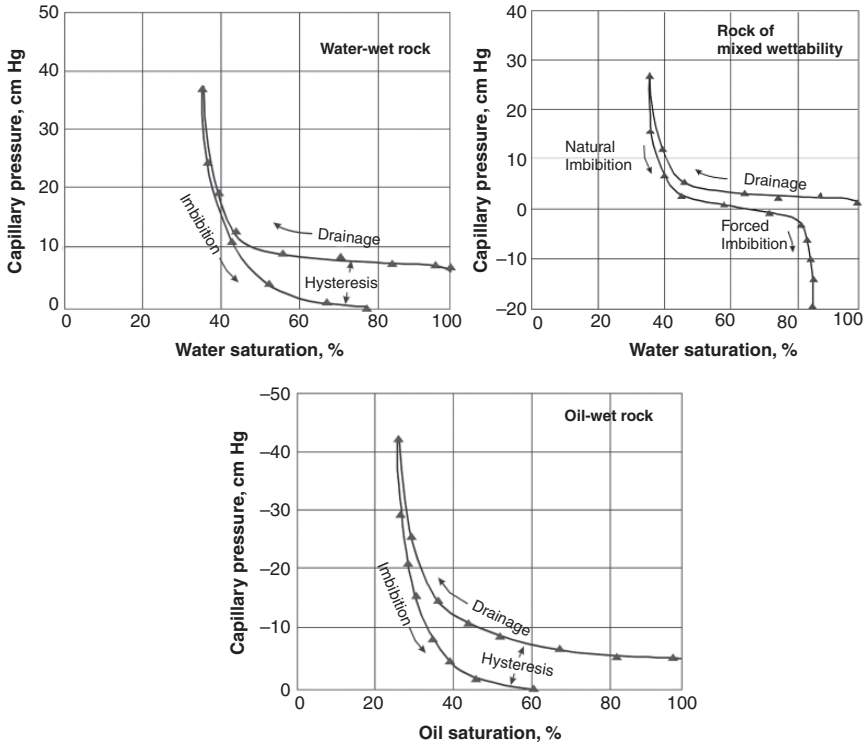 50
40
30
20
10
0
Capillary pressure, cm Hg
Water-wet rock
Imbibition
Drainage
Hysteresis
0 20 40 60 80 100
Water saturation, %
40
30
20
10
0
−10
−20
Capillary pressure, cm Hg
Rock of
mixed wettability
Natural
Imbibition
Drainage
Forced
Imbibition
0 20 40 60 80 100
Water saturation, %
−50
−40
−30
−20
−10
0
Capillary pressure, cm Hg
Oil-wet rock
Imbibition
Drainage
Hysteresis
0 20 40 60 80 100
Oil saturation, %